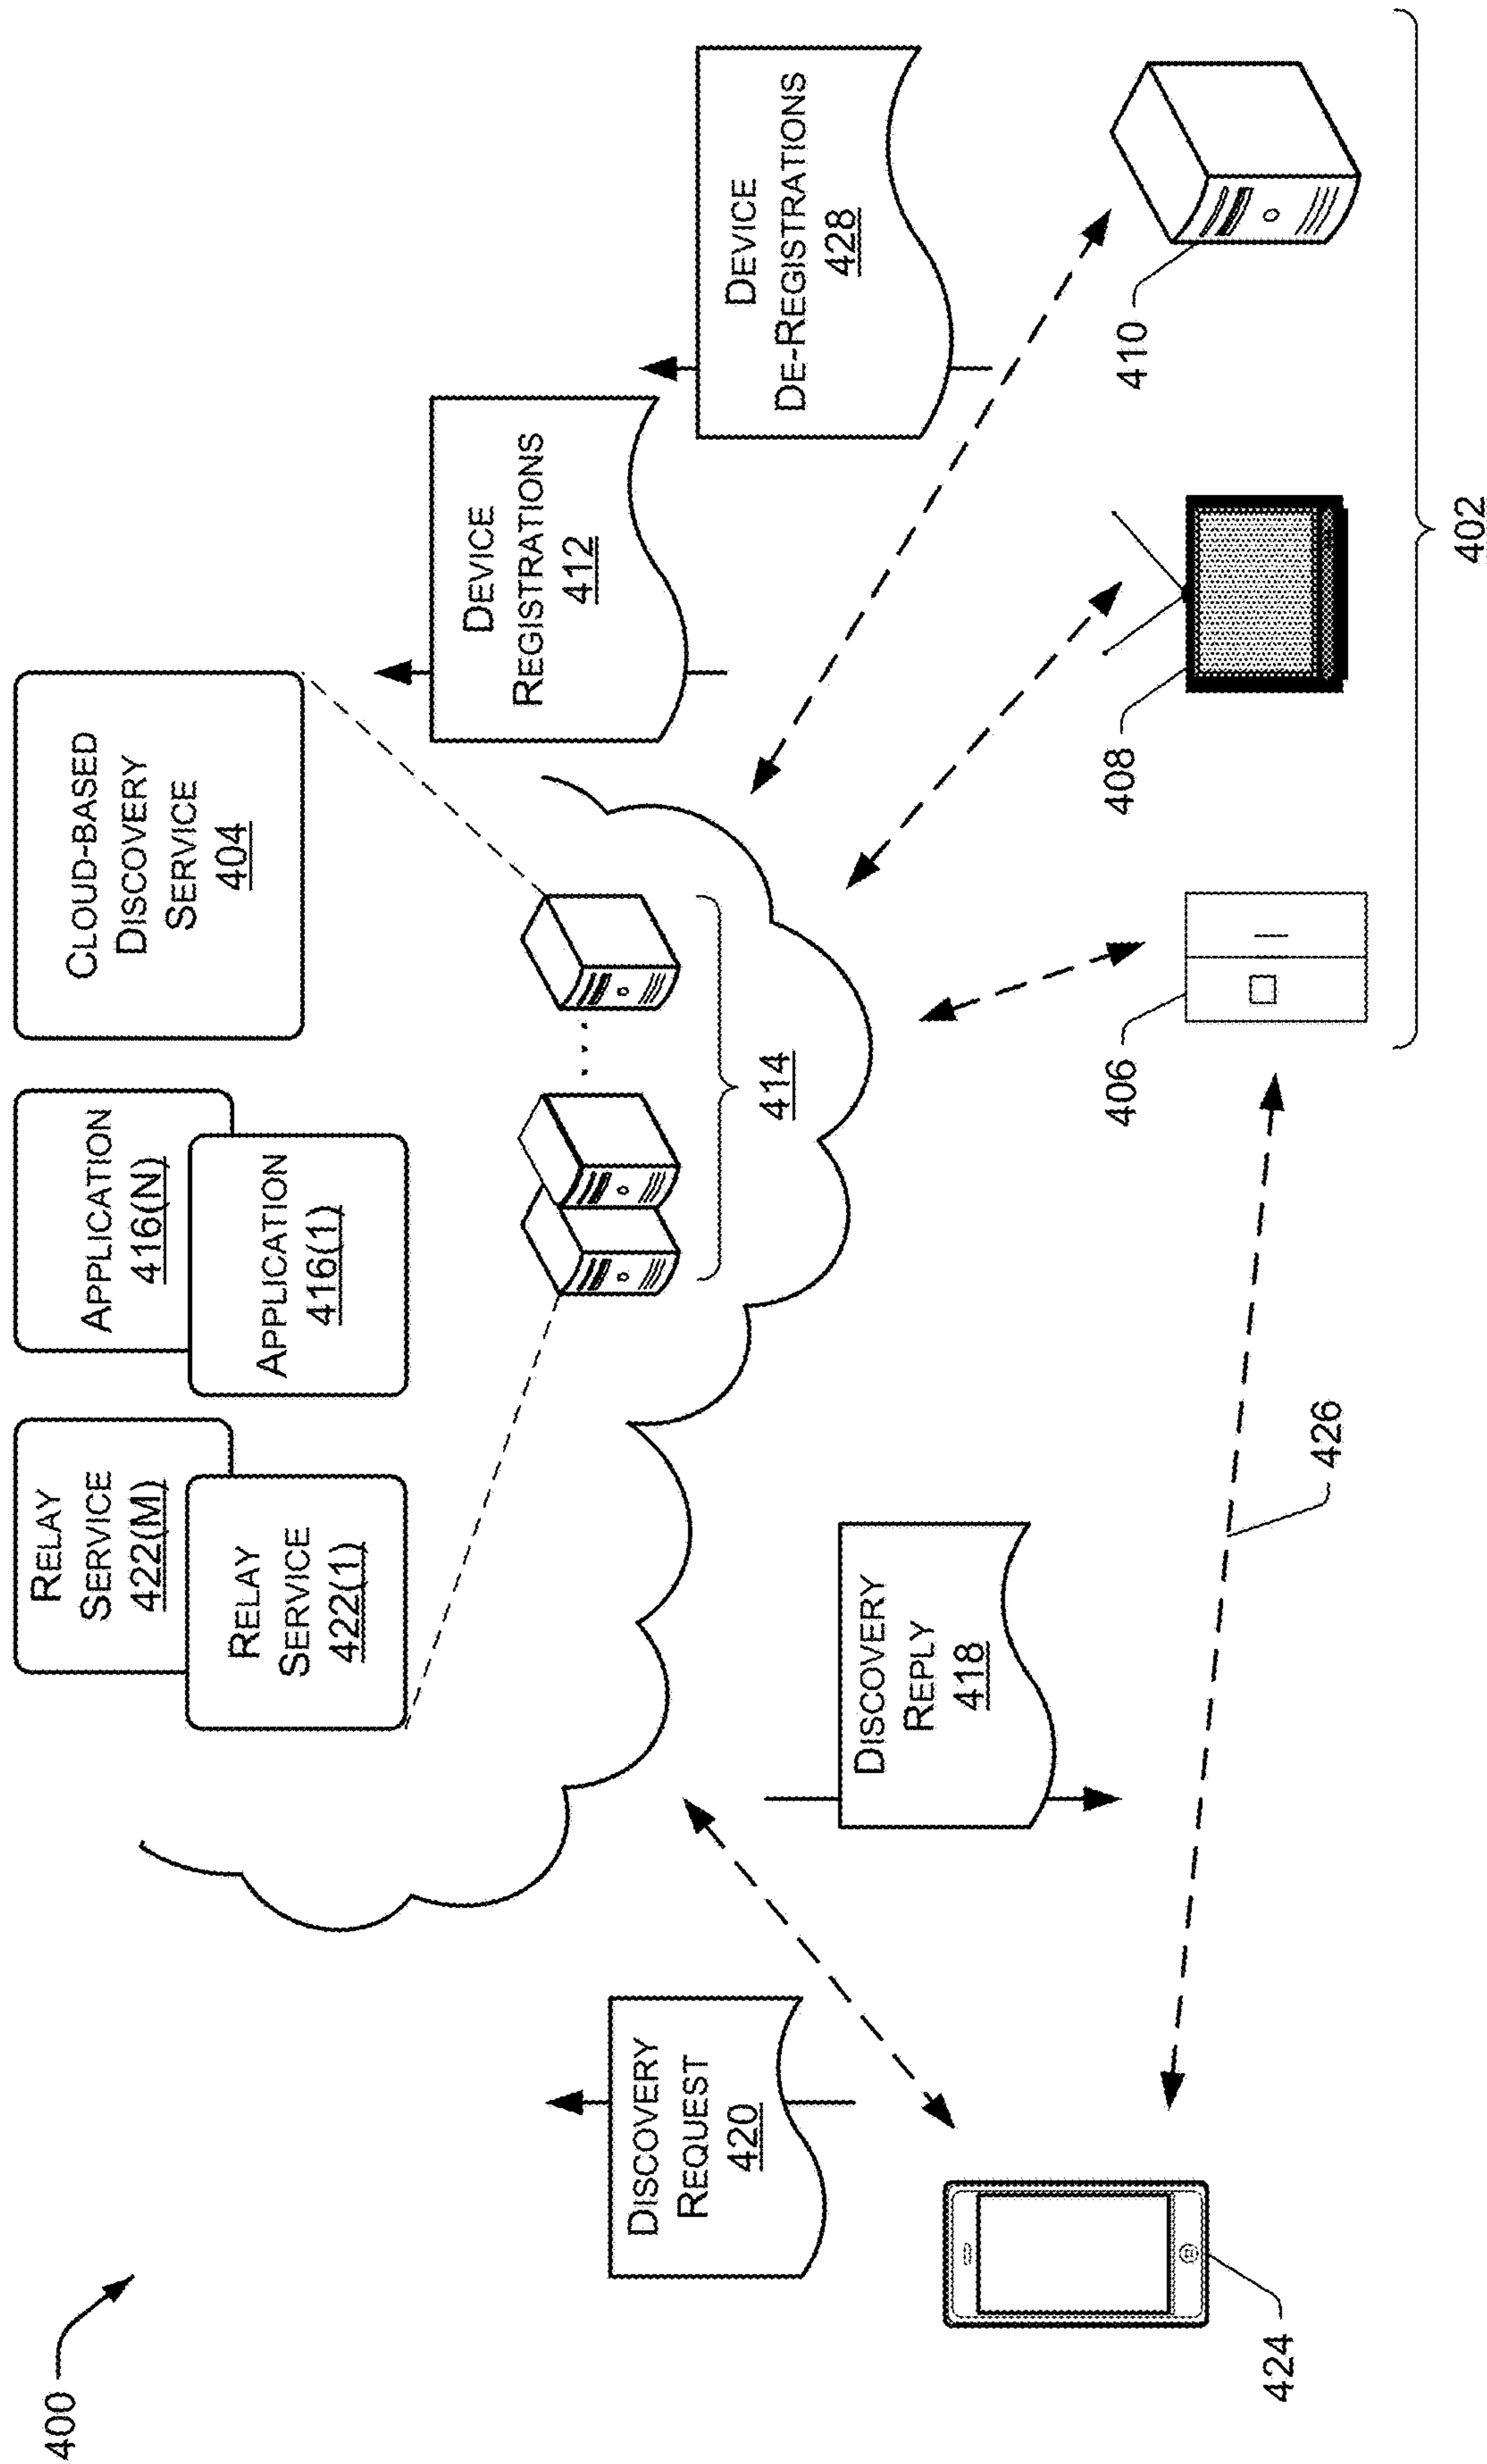 400
RELAY
SERVICE
422(M)
RELAY
SERVICE
422(1)
APPLICATION
416(N)
APPLICATION
416(1)
CLOUD-BASED
DISCOVERY
SERVICE
404
414
DEVICE
REGISTRATIONS
412
DEVICE
DE-REGISTRATIONS
428
DISCOVERY
REQUEST
420
DISCOVERY
REPLY
418
424
426
406
408
410
402